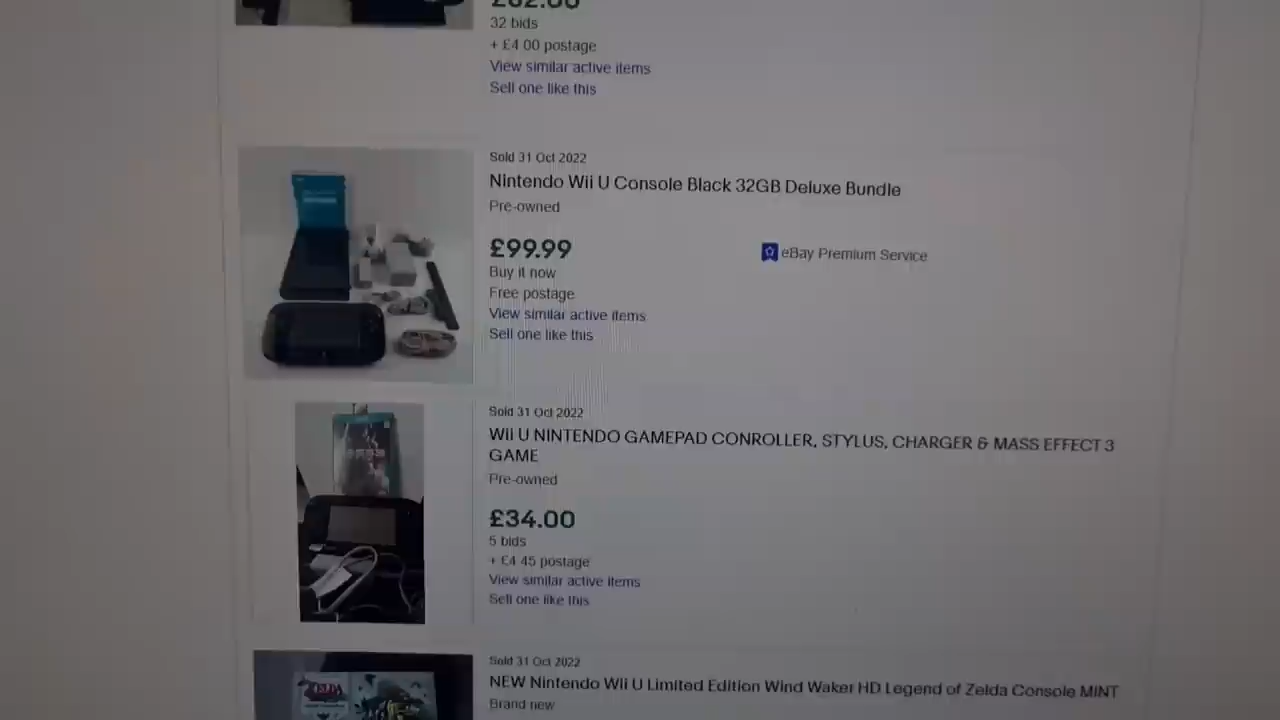 £62.00
32 bids
+ £4 00 postage
View similar active items
Sell one like this
Sold 31 Oct 2022
Nintendo Wii U Console Black 32GB Deluxe Bundle
Pre-owned
£99.99
eBay Premium Service
Buy it now
Free postage
View similar active items
Sell one like this
Sold 31 Oct 2022
Wii U NINTENDO GAMEPAD CONROLLER, STYLUS, CHARGER & MASS EFFECT 3
GAME
Pre-owned
£34.00
5 bids
+ £4 45 postage
View similar active items
Sell one like this
Sold 31 Oct 2022
NEW Nintendo Wii U Limited Edition Wind Waker HD Legend of Zelda Console MINT
ZELDA
Brand new